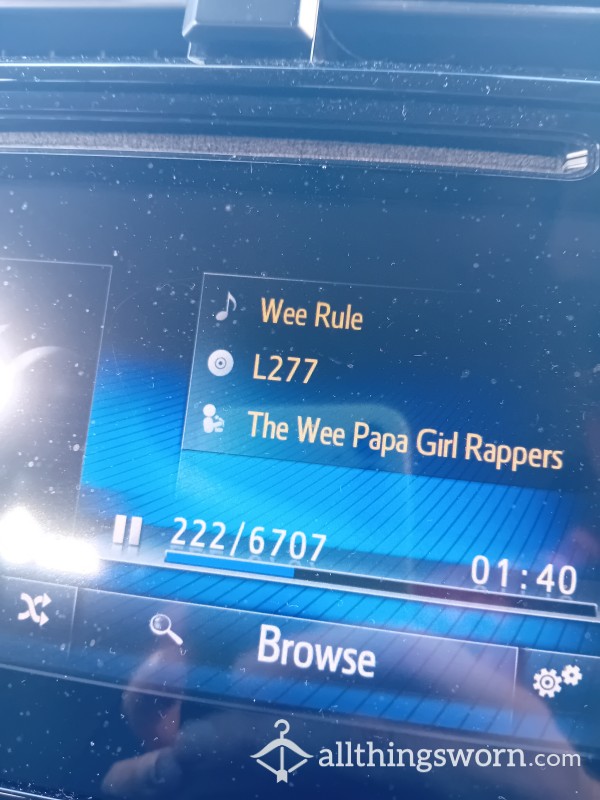 Wee Rule
L277
The Wee Papa Girl Rappers
222/6707
01:40
Browse
allthingsworn.com